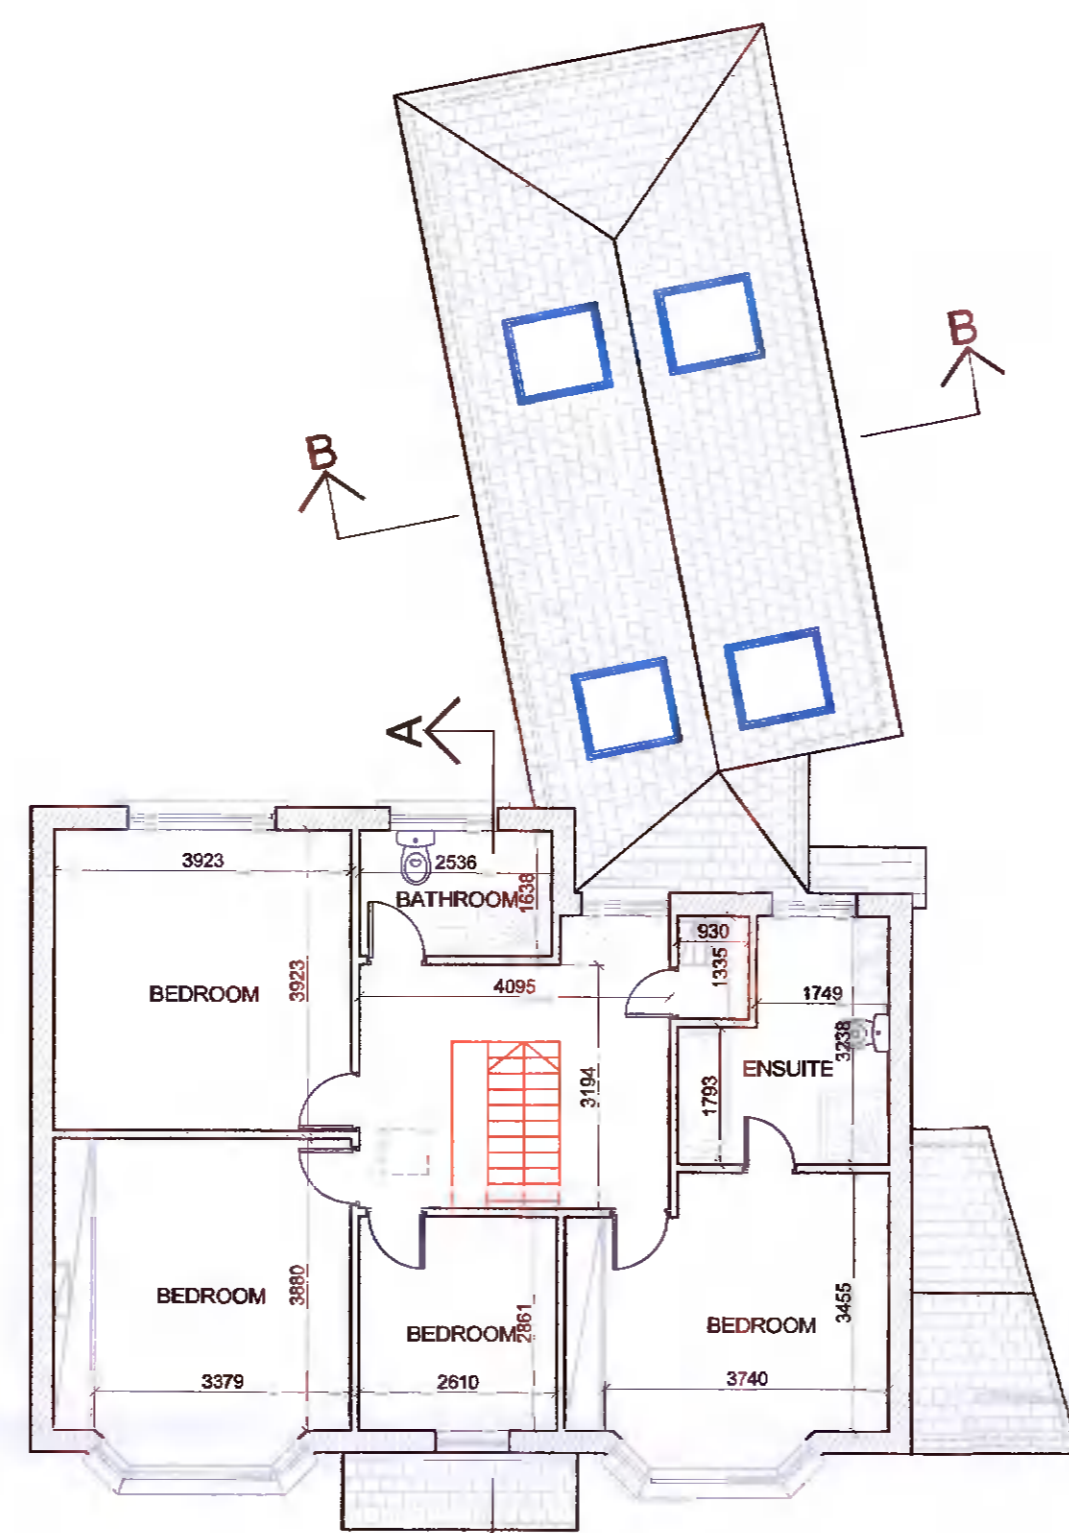 B
B
A
3923
2536
BATHROOM
1638
930
1335
4095
1749
BEDROOM
3923
3238
ENSUITE
3194
1793
BEDROOM
3880
BEDROOM
2861
BEDROOM
3455
3379
2610
3740